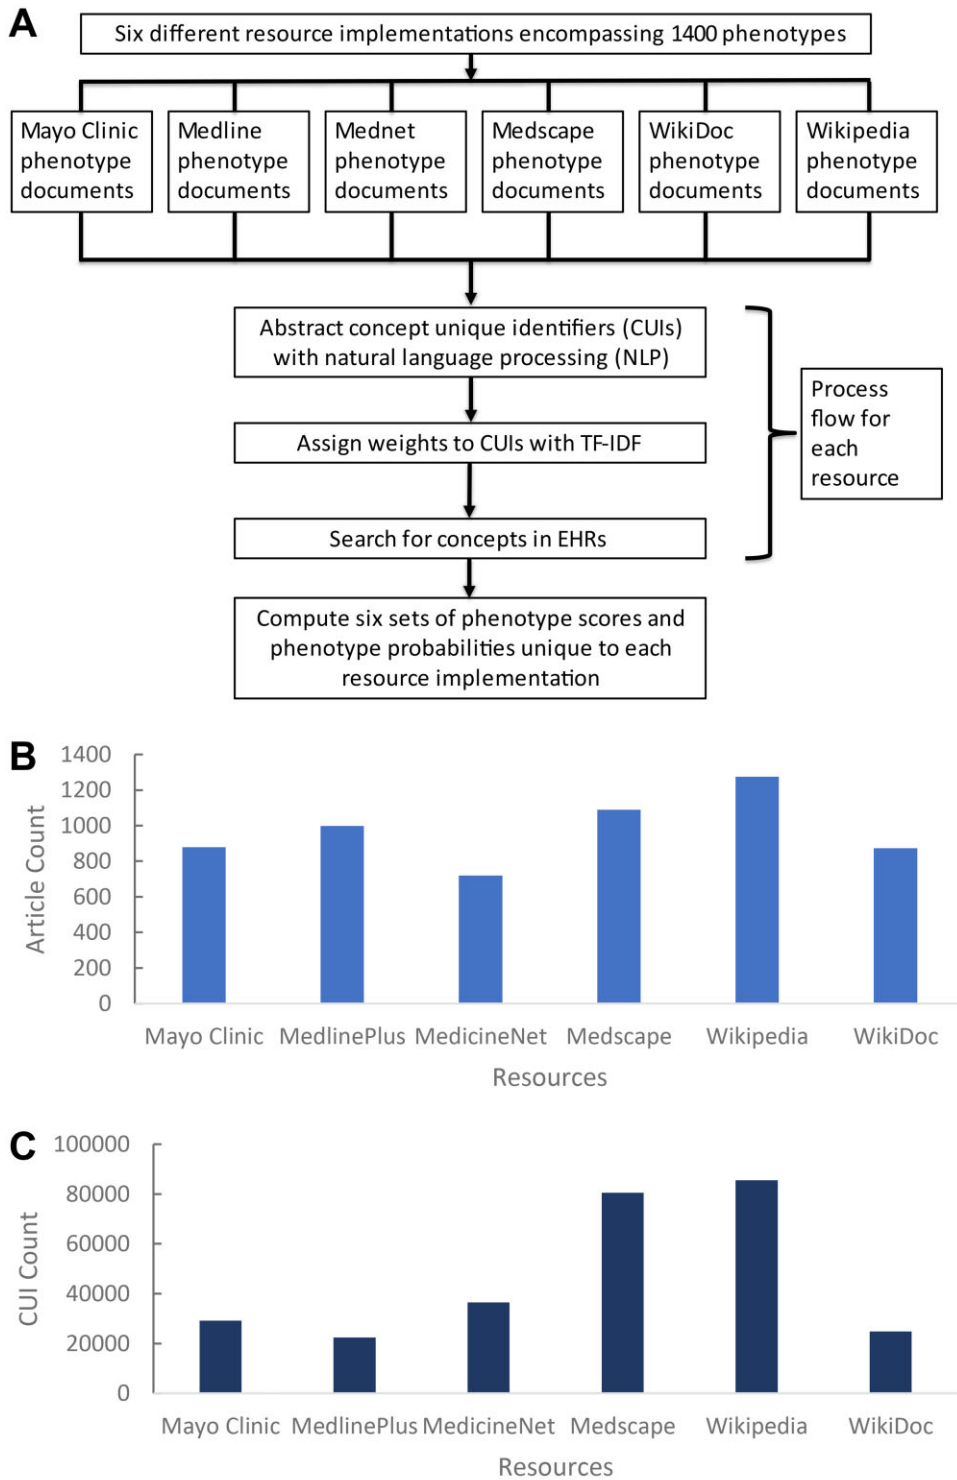 A
Six different resource implementations encompassing 1400 phenotypes
Mayo Clinic
phenotype
documents
Medline
phenotype
documents
Mednet
phenotype
documents
Medscape
phenotype
documents
WikiDoc
phenotype
documents
Wikipedia
phenotype
documents
Abstract concept unique identifiers (CUIs)
with natural language processing (NLP)
Assign weights to CUIs with TF-IDF
Search for concepts in EHRs
Process
flow for
each
resource
Compute six sets of phenotype scores and
phenotype probabilities unique to each
resource implementation
B
Article Count
1400
1200
1000
800
600
400
200
0
Mayo Clinic MedlinePlus MedicineNet Medscape Wikipedia WikiDoc
Resources
C
CUI Count
100000
80000
60000
40000
20000
0
Mayo Clinic MedlinePlus MedicineNet Medscape Wikipedia WikiDoc
Resources